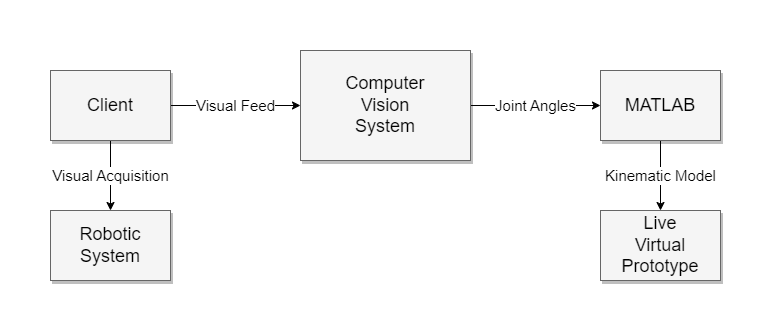 Client
Visual Feed
Computer
Vision
System
Joint Angles
MATLAB
Visual Acquisition
Kinematic Model
Robotic
System
Live
Virtual
Prototype